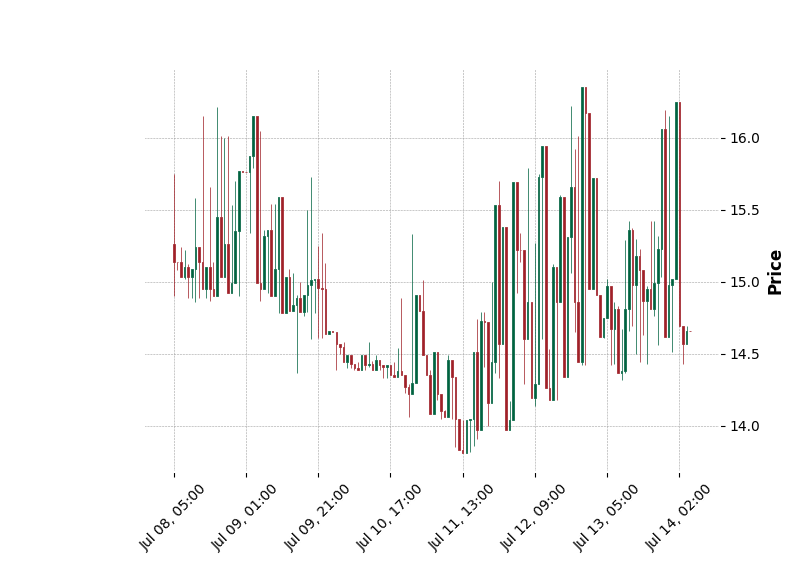 16.0
15.5
15.0
14.5
14.0
Price
Jul 08, 05:00
Jul 09, 01:00
Jul 09, 21:00
Jul 10, 17:00
Jul 11, 13:00
Jul 12, 09:00
Jul 13, 05:00
Jul 14, 02:00